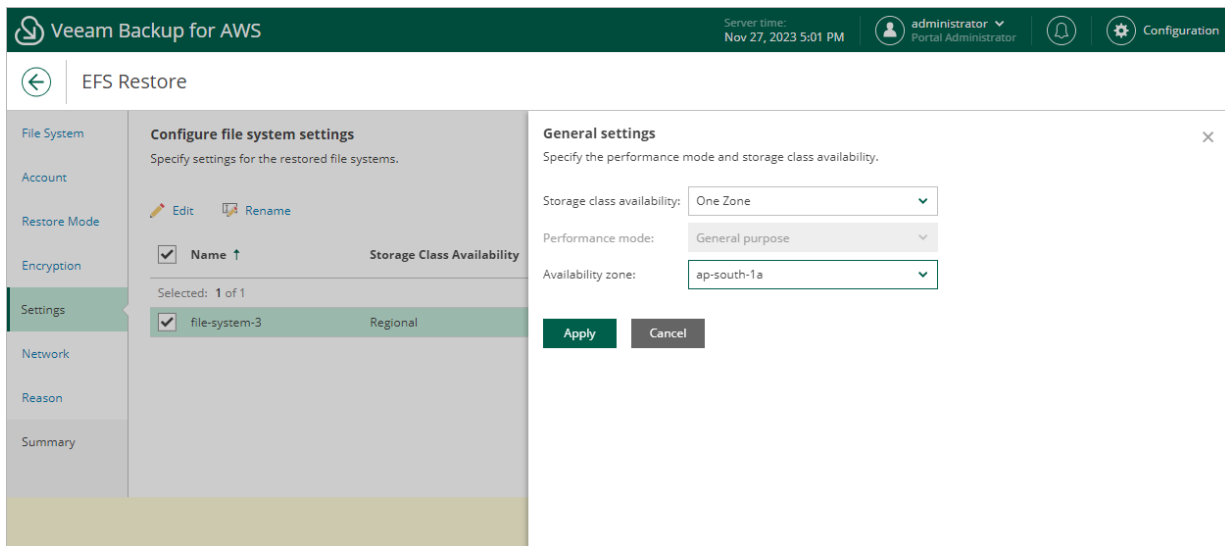 Veeam Backup for AWS
Server time:
Nov 27, 2023 5:01 PM
administrator
Portal Administrator
Configuration
EFS Restore
File System
Account
Restore Mode
Encryption
Settings
Network
Reason
Summary
Configure file system settings
Specify settings for the restored file systems.
Edit Rename
Name ↑ Storage Class Availability
Selected: 1 of 1
file-system-3 Regional
General settings
Specify the performance mode and storage class availability.
Storage class availability: One Zone
Performance mode: General purpose
Availability zone: ap-south-1a
Apply Cancel